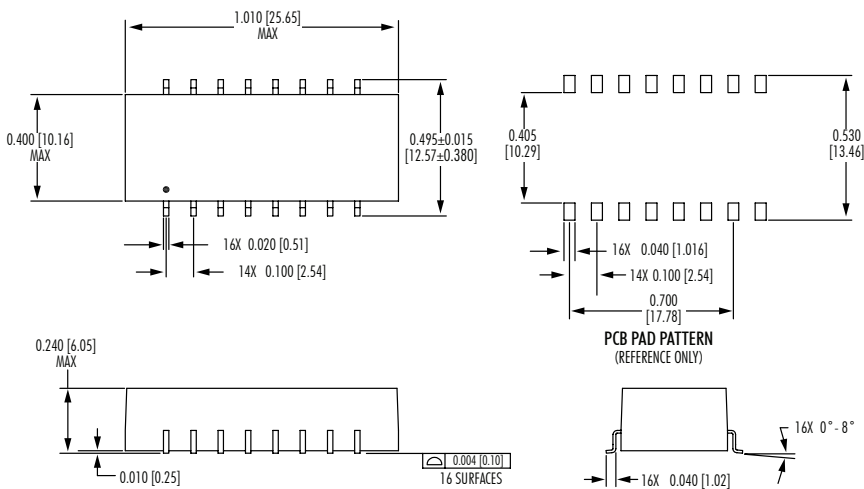 1.010 [25.65]
MAX
0.400 [10.16]
MAX
0.495±0.015
[12.57±0.380]
16X 0.020 [0.51]
14X 0.100 [2.54]
0.405
[10.29]
0.530
[13.46]
16X 0.040 [1.016]
14X 0.100 [2.54]
0.700
[17.78]
PCB PAD PATTERN
(REFERENCE ONLY)
0.240 [6.05]
MAX
0.010 [0.25]
0.004 [0.10]
16 SURFACES
16X 0°-8°
16X 0.040 [1.02]